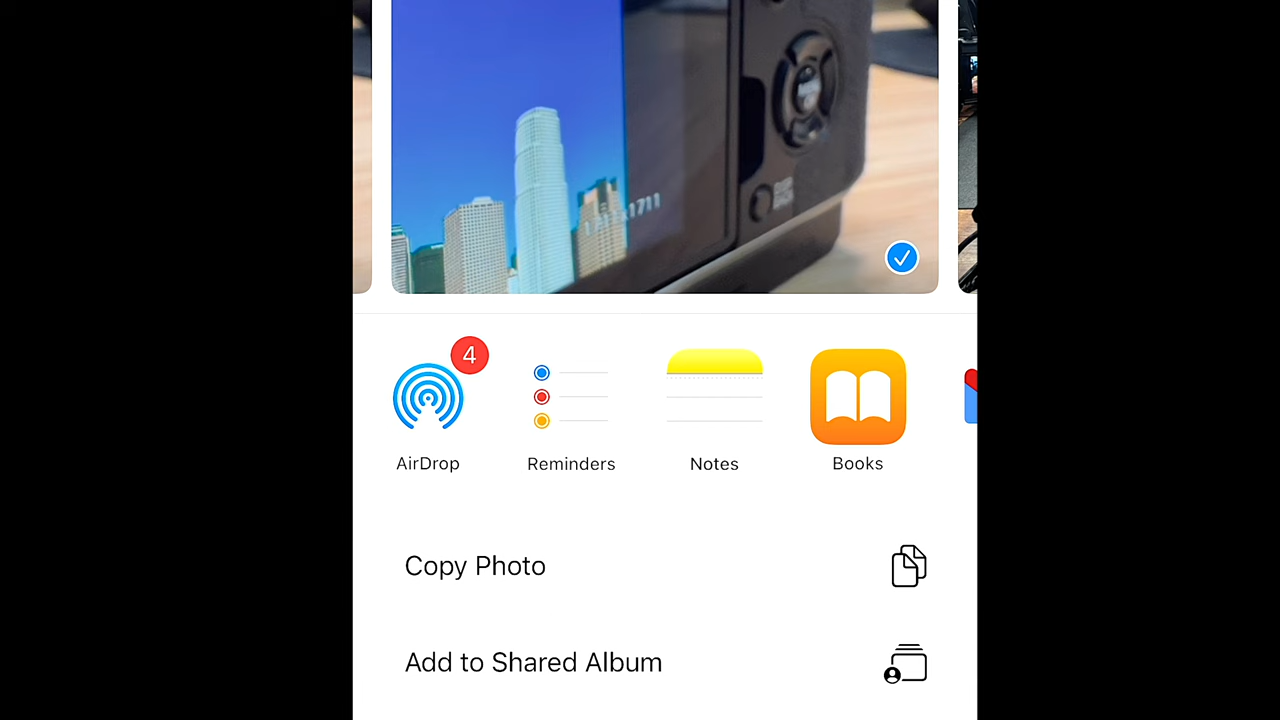 4
AirDrop
Reminders
Notes
Books
Copy Photo
Add to Shared Album